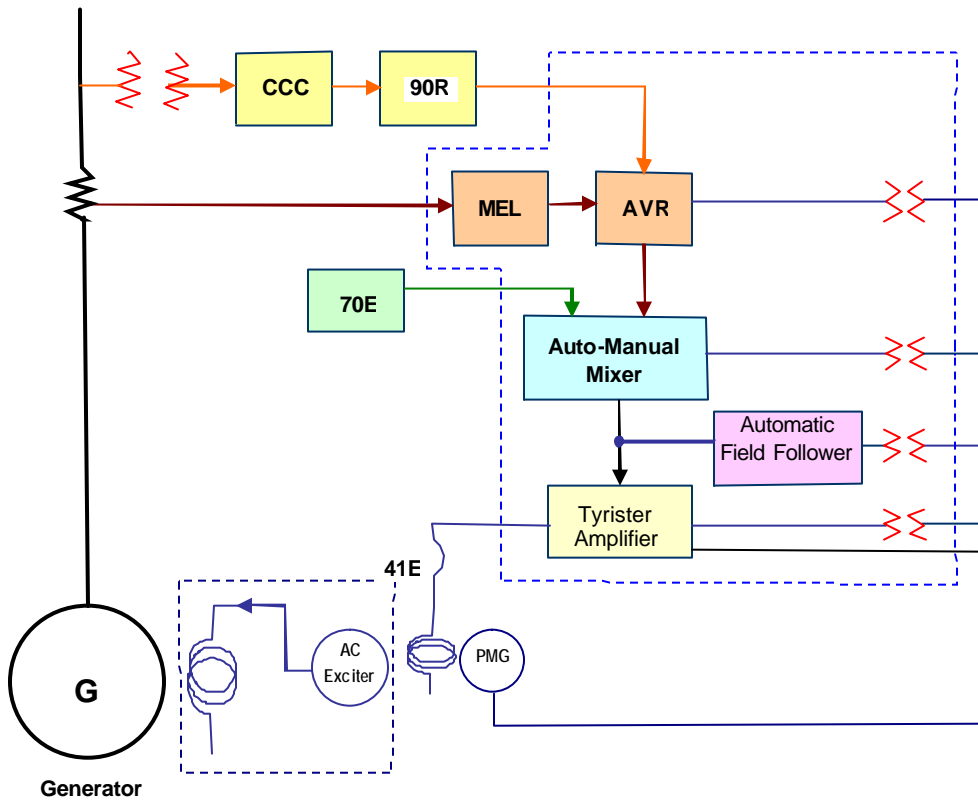 CCC
90R
MEL
AVR
70E
Auto-Manual
Mixer
Automatic
Field Follower
Tyrister
Amplifier
41E
AC
Exciter
PMG
G
Generator